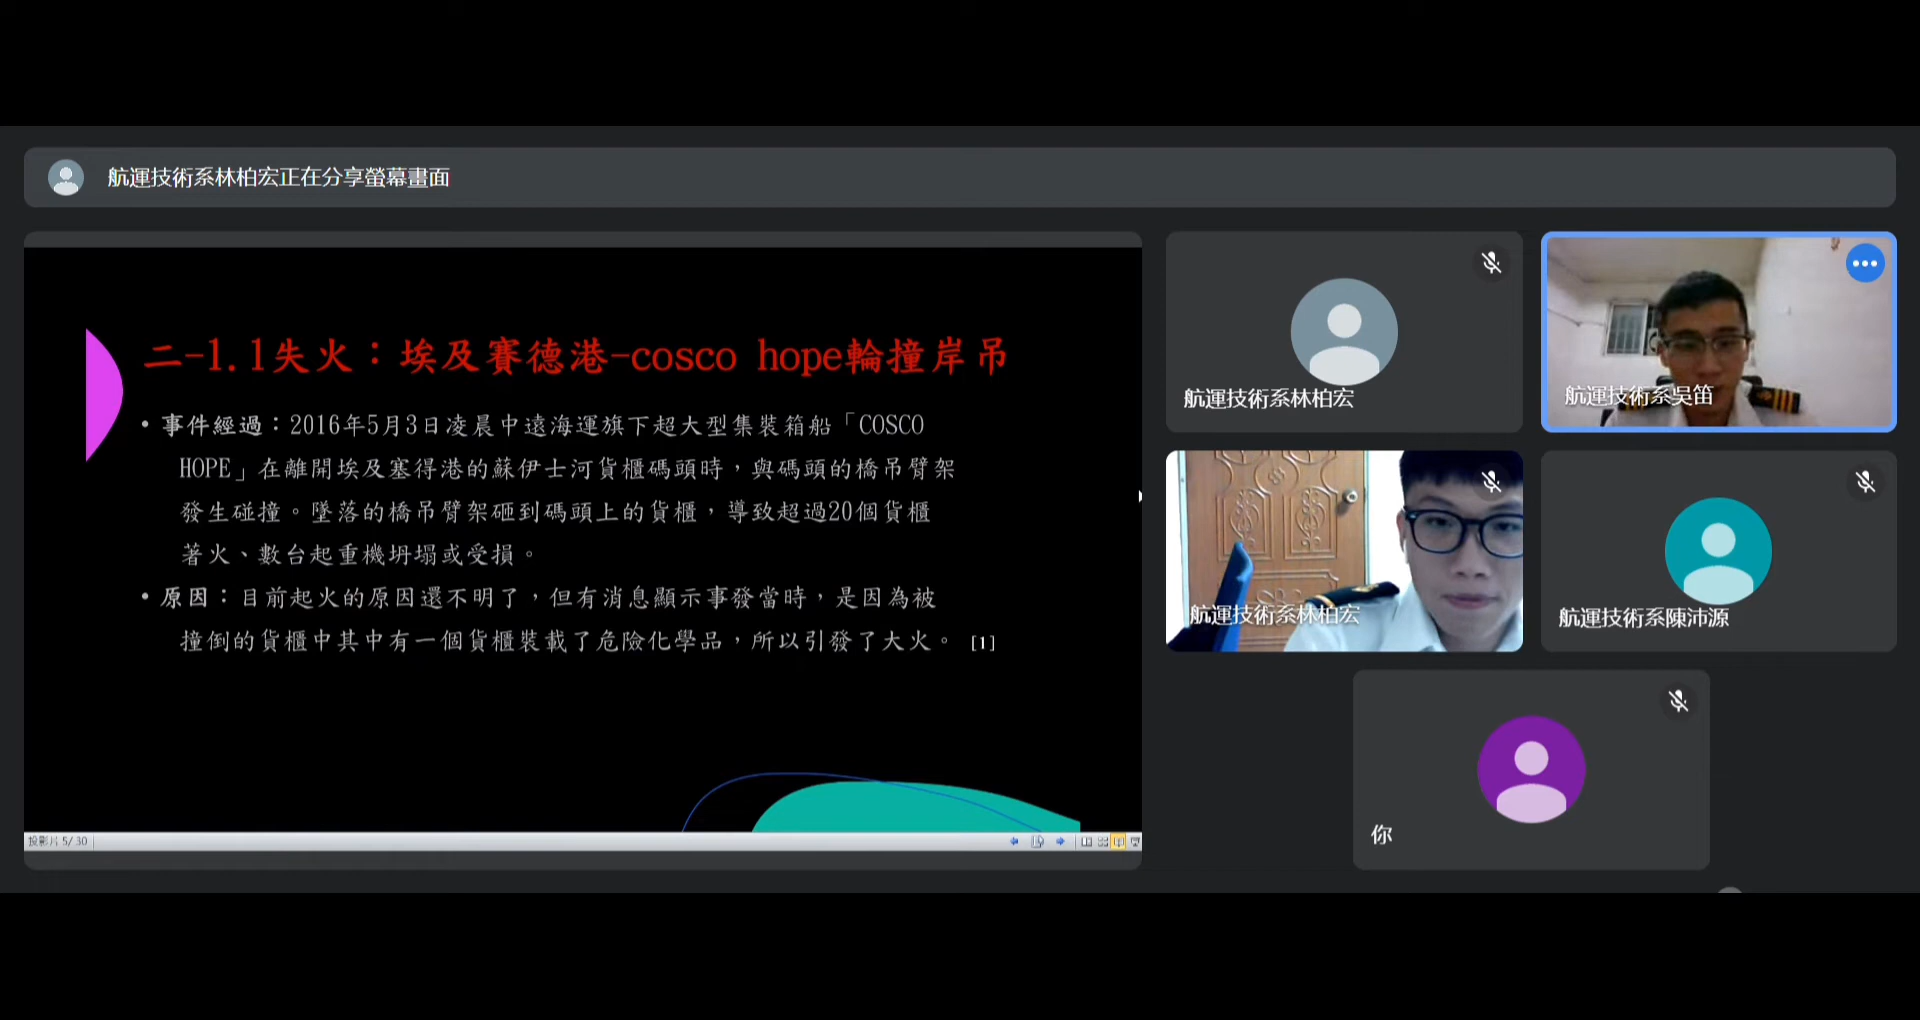 航運技術系林柏宏正在分享螢幕畫面
二-1.1失火：埃及賽德港-cosco hope輪撞岸吊
• 事件經過：2016年5月3日凌晨中遠海運旗下超大型集裝箱船「COSCO
HOPE」在離開埃及塞得港的蘇伊士河貨櫃碼頭時，與碼頭的橋吊臂架
發生碰撞。墜落的橋吊臂架砸到碼頭上的貨櫃，導致超過20個貨櫃
著火、數台起重機坍塌或受損。
• 原因：目前起火的原因還不明了，但有消息顯示事發當時，是因為被
撞倒的貨櫃中其中有一個貨櫃裝載了危險化學品，所以引發了大火。 [1]
投影片 5/30
航運技術系林柏宏
航運技術系吳笛
航運技術系林柏宏
航運技術系陳沛源
你